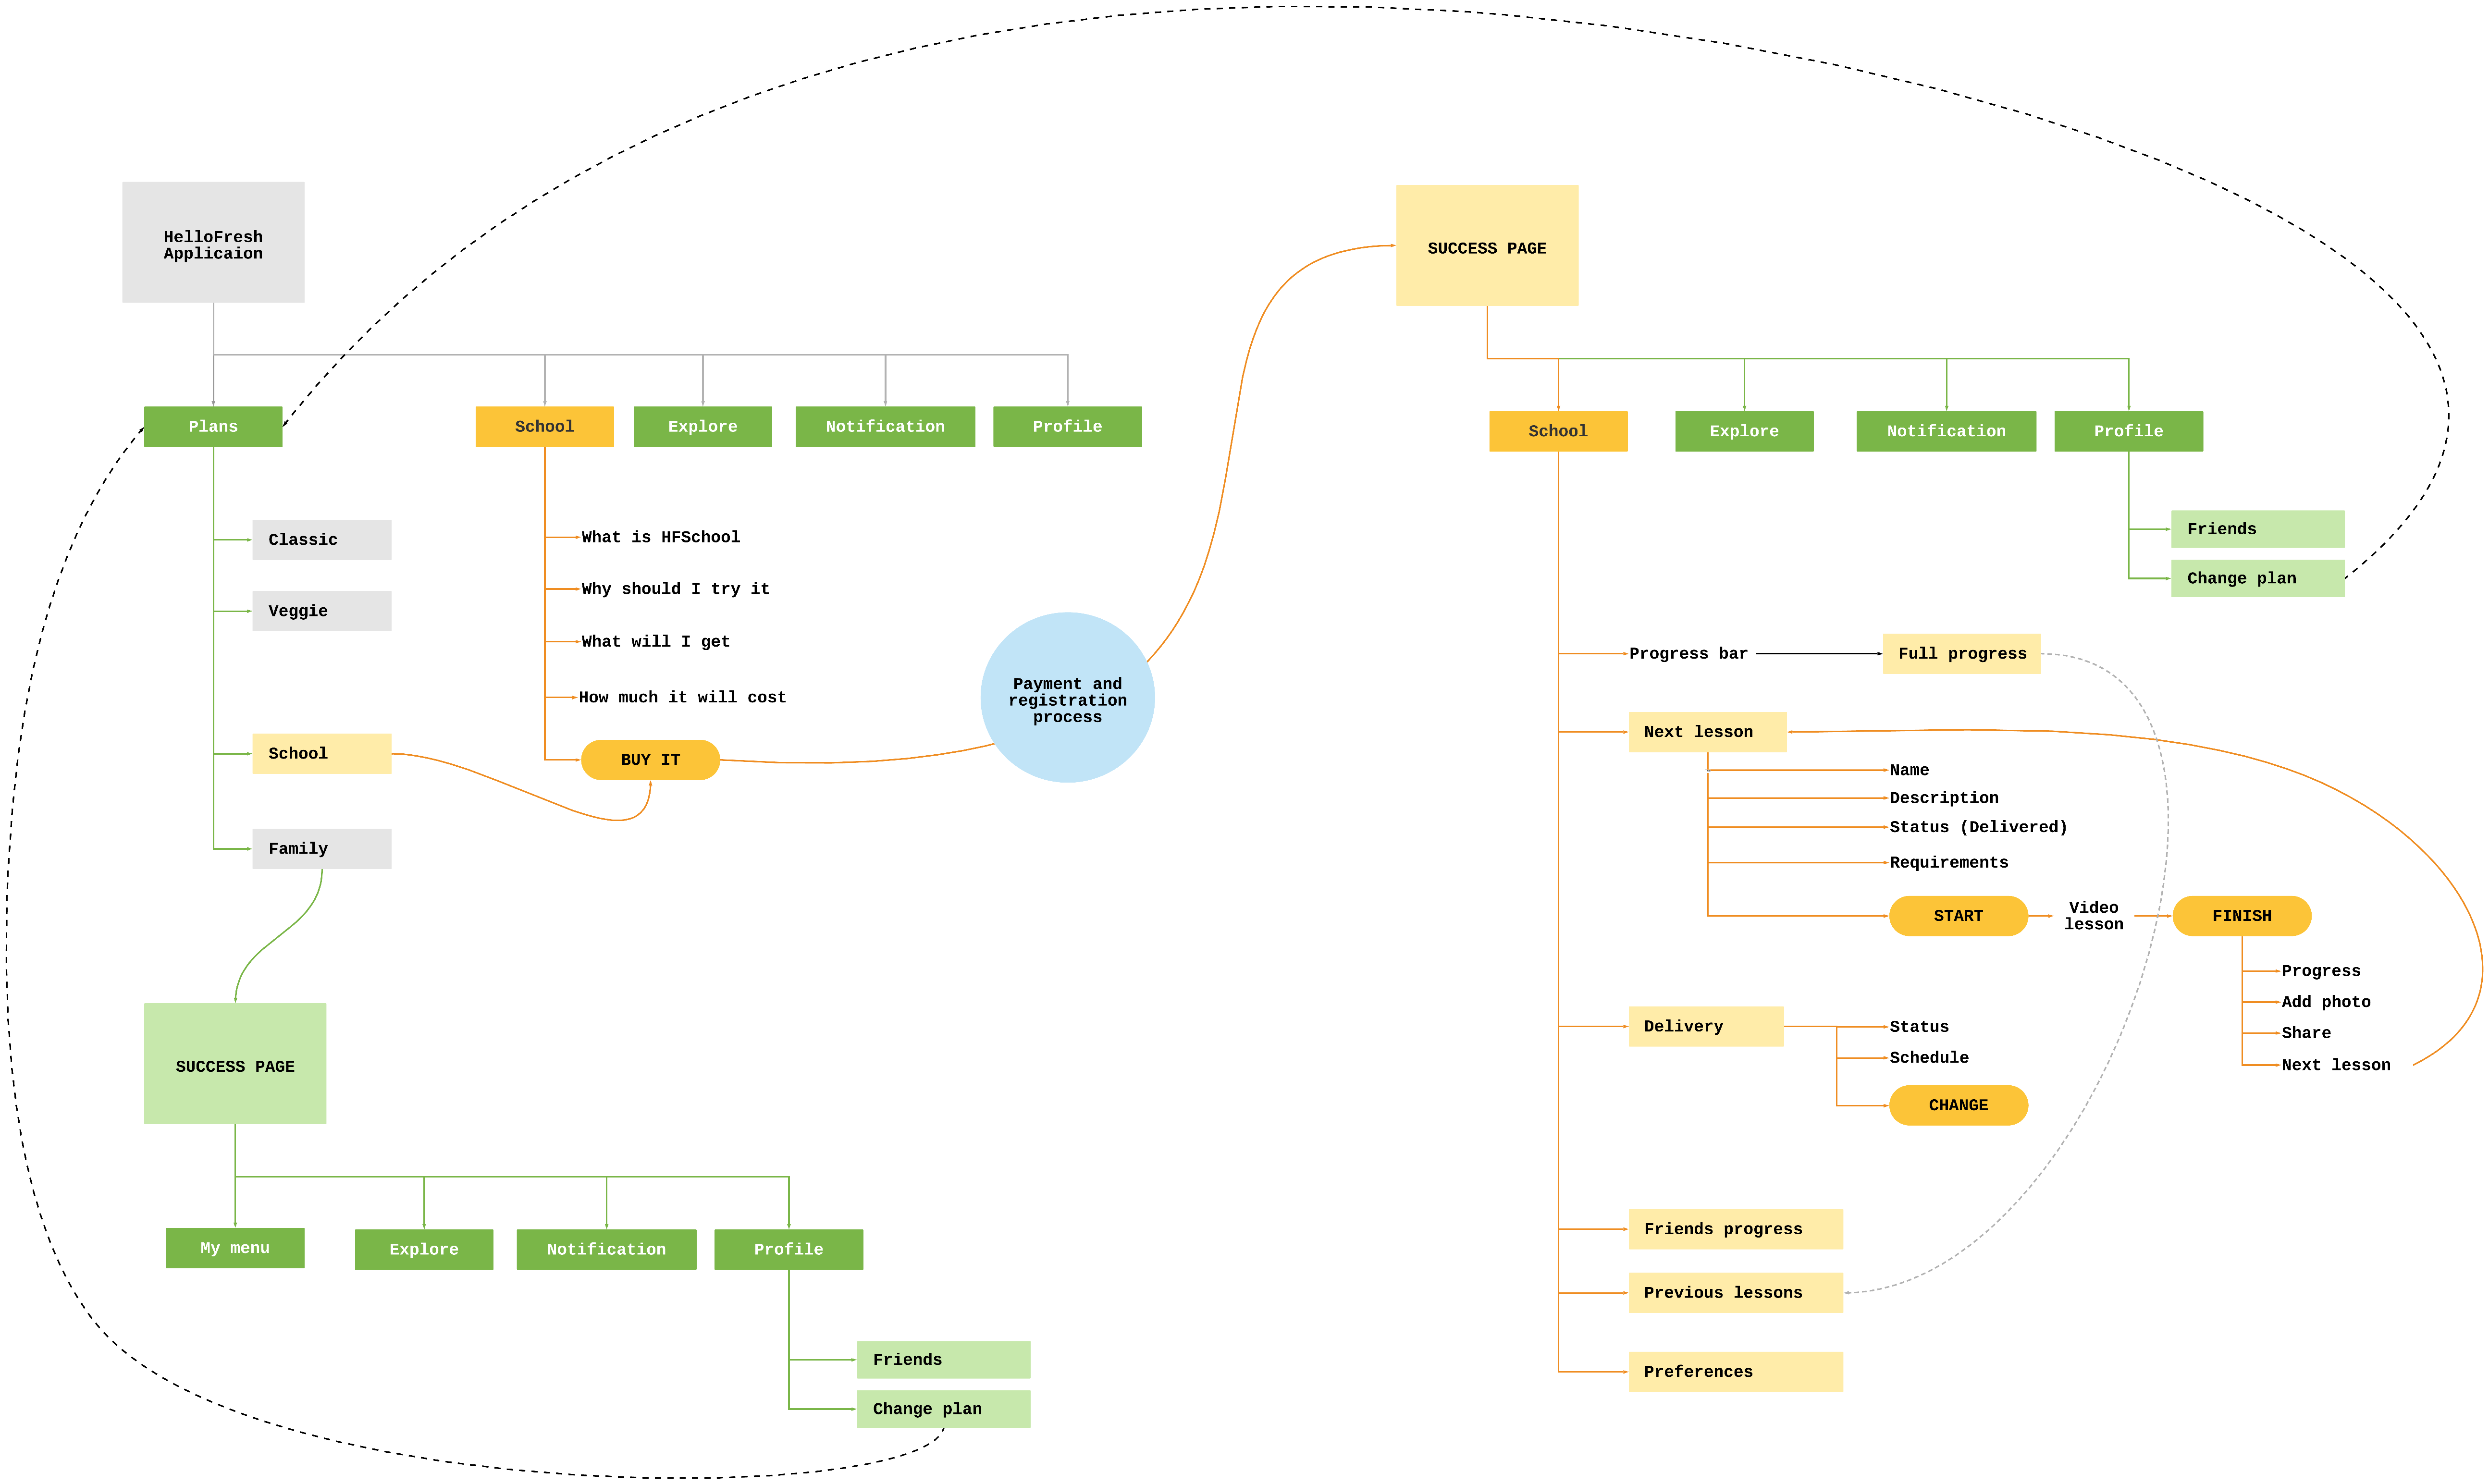 HelloFresh
Applicaion
SUCCESS PAGE
Plans
School
Explore
Notification
Profile
School
Explore
Notification
Profile
Classic
Veggie
School
Family
What is HFSchool
Why should I try it
What will I get
How much it will cost
BUY IT
Payment and
registration
process
Friends
Change plan
Progress bar
Full progress
Next lesson
Name
Description
Status (Delivered)
Requirements
START
Video
lesson
FINISH
Progress
Add photo
Share
Next lesson
Delivery
Status
Schedule
CHANGE
Friends progress
Previous lessons
Preferences
SUCCESS PAGE
My menu
Explore
Notification
Profile
Friends
Change plan